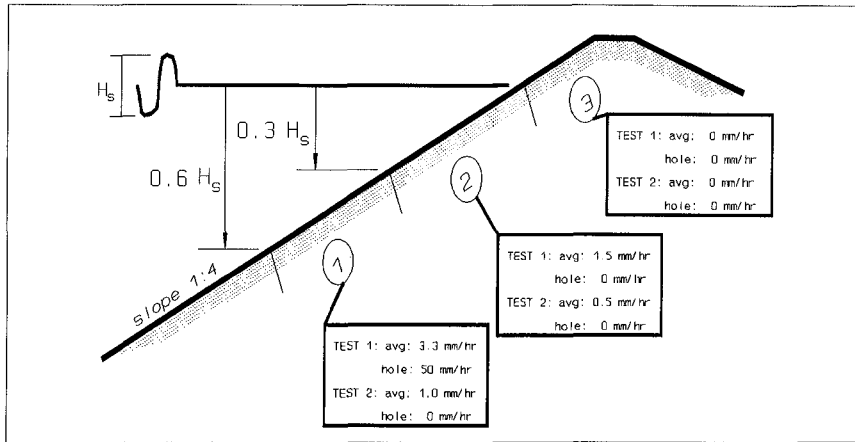 Hs
0.3 Hs
0.6 Hs
slope 1:4
3
TEST 1: avg: 0 mm/hr
hole: 0 mm/hr
TEST 2: avg: 0 mm/hr
hole: 0 mm/hr
2
TEST 1: avg: 1.5 mm/hr
hole: 0 mm/hr
TEST 2: avg: 0.5 mm/hr
hole: 0 mm/hr
1
TEST 1: avg: 3.3 mm/hr
hole: 50 mm/hr
TEST 2: avg: 1.0 mm/hr
hole: 0 mm/hr